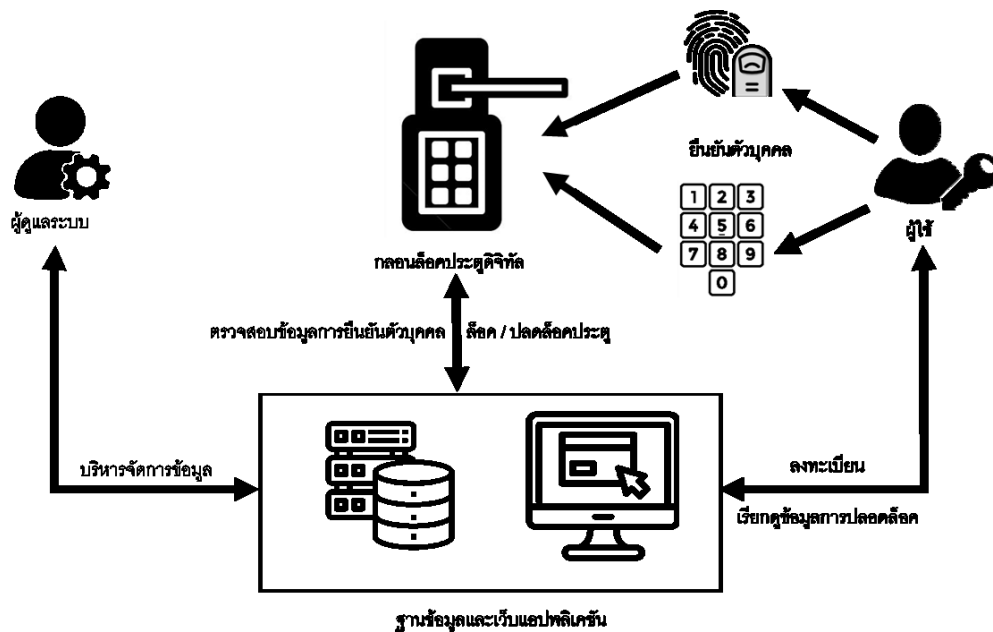 ยืนยันตัวบุคคล
1 2 3
4 5 6
7 8 9
0
ผู้ดูแลระบบ
ผู้ใช้
กลอนล็อคประตูดิจิทัล
ตรวจสอบข้อมูลการยืนยันตัวบุคคล ล็อค / ปลดล็อคประตู
บริหารจัดการข้อมูล
ลงทะเบียน
เรียกดูข้อมูลการปลอดล็อค
ฐานข้อมูลและเว็บแอปพลิเคชัน